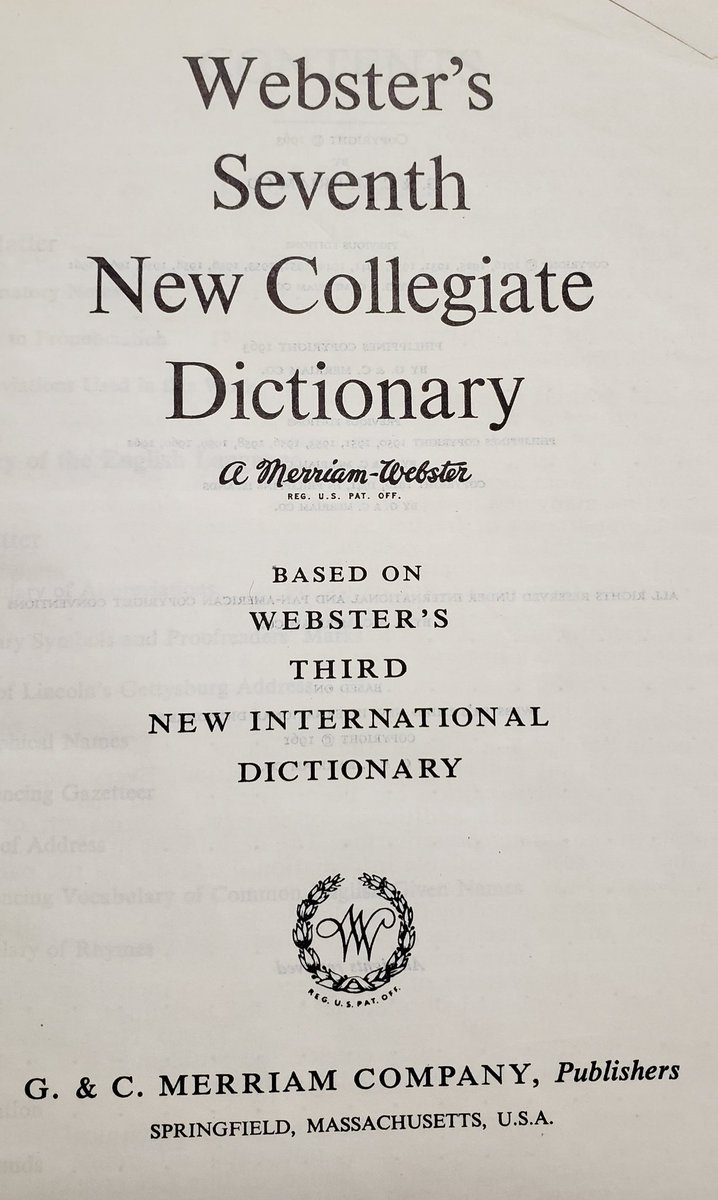 Webster's
Seventh
New Collegiate
Dictionary
A Merriam-Webster
REG. U.S. PAT. OFF.
BASED ON
WEBSTER'S
THIRD
NEW INTERNATIONAL
DICTIONARY
W
REG. U.S. PAT. OFF.
G. & C. MERRIAM COMPANY, Publishers
SPRINGFIELD, MASSACHUSETTS, U.S.A.